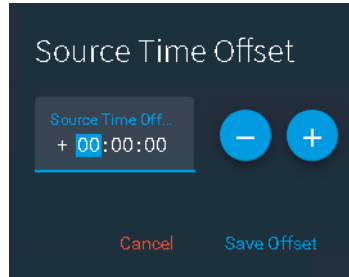 Source Time Offset
Source Time Off...
+ 00:00:00
− +
Cancel Save Offset